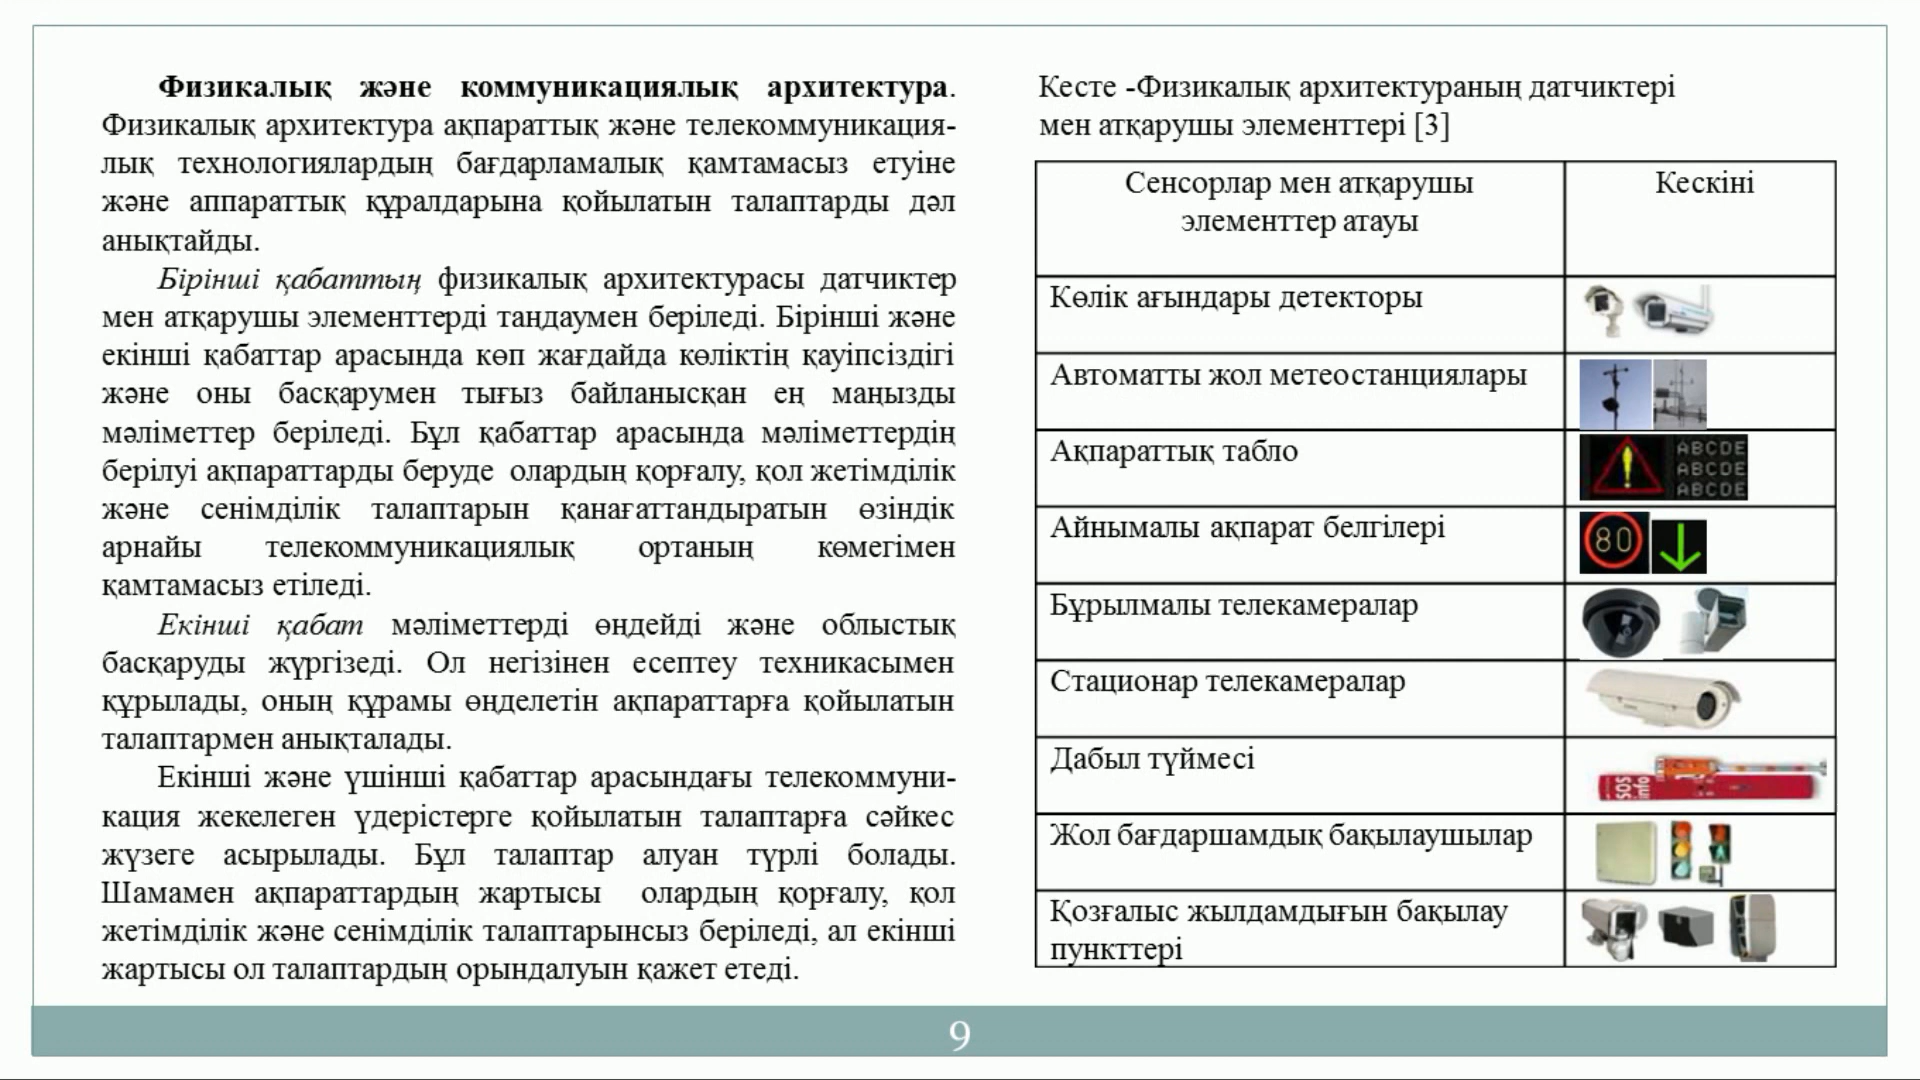 Физикалық және коммуникациялық архитектура.
Физикалық архитектура ақпараттық және телекоммуникация-
лық технологиялардың бағдарламалық қамтамасыз етуіне
және аппараттық құралдарына қойылатын талаптарды дәл
анықтайды.
Бірінші қабаттың физикалық архитектурасы датчиктер
мен атқарушы элементтерді таңдаумен беріледі. Бірінші және
екінші қабаттар арасында көп жағдайда көліктің қауіпсіздігі
және оны басқарумен тығыз байланысқан ең маңызды
мәліметтер беріледі. Бұл қабаттар арасында мәліметтердің
берілуі ақпараттарды беруде олардың қорғалу, қол жетімділік
және сенімділік талаптарын қанағаттандыратын өзіндік
арнайы телекоммуникациялық ортаның көмегімен
қамтамасыз етіледі.
Екінші қабат мәліметтерді өңдейді және облыстық
басқаруды жүргізеді. Ол негізінен есептеу техникасымен
құрылады, оның құрамы өңделетін ақпараттарға қойылатын
талаптармен анықталады.
Екінші және үшінші қабаттар арасындағы телекоммуни-
кация жекелеген үдерістерге қойылатын талаптарға сәйкес
жүзеге асырылады. Бұл талаптар алуан түрлі болады.
Шамамен ақпараттардың жартысы олардың қорғалу, қол
жетімділік және сенімділік талаптарынсыз беріледі, ал екінші
жартысы ол талаптардың орындалуын қажет етеді.
Кесте -Физикалық архитектураның датчиктері
мен атқарушы элементтері [3]
Сенсорлар мен атқарушы
элементтер атауы
Кескіні
Көлік ағындары детекторы
Автоматты жол метеостанциялары
Ақпараттық табло
ABCDE
ABCDE
ABCDE
Айнымалы ақпарат белгілері
80
Бұрылмалы телекамералар
Стационар телекамералар
Дабыл түймесі
SOS
info
Жол бағдаршамдық бақылаушылар
Қозғалыс жылдамдығын бақылау
пункттері
9